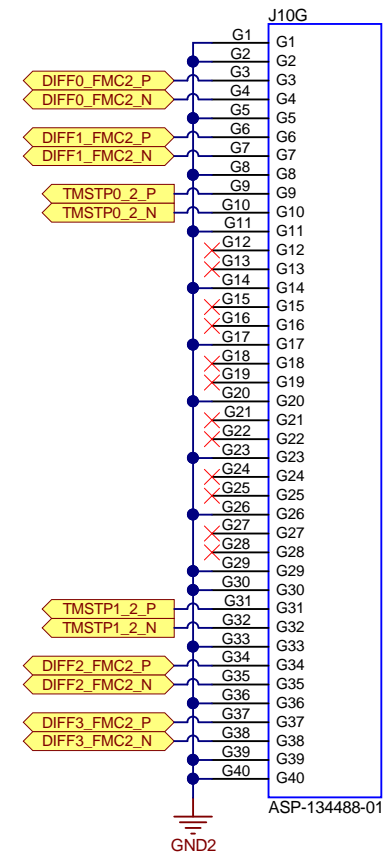 J10G
G1 G1
G2 G2
DIFF0_FMC2_P G3 G3
DIFF0_FMC2_N G4 G4
G5 G5
DIFF1_FMC2_P G6 G6
DIFF1_FMC2_N G7 G7
G8 G8
TMSTP0_2_P G9 G9
TMSTP0_2_N G10 G10
G11 G11
G12 G12
G13 G13
G14 G14
G15 G15
G16 G16
G17 G17
G18 G18
G19 G19
G20 G20
G21 G21
G22 G22
G23 G23
G24 G24
G25 G25
G26 G26
G27 G27
G28 G28
G29 G29
G30 G30
TMSTP1_2_P G31 G31
TMSTP1_2_N G32 G32
G33 G33
DIFF2_FMC2_P G34 G34
DIFF2_FMC2_N G35 G35
G36 G36
DIFF3_FMC2_P G37 G37
DIFF3_FMC2_N G38 G38
G39 G39
G40 G40
ASP-134488-01
GND2